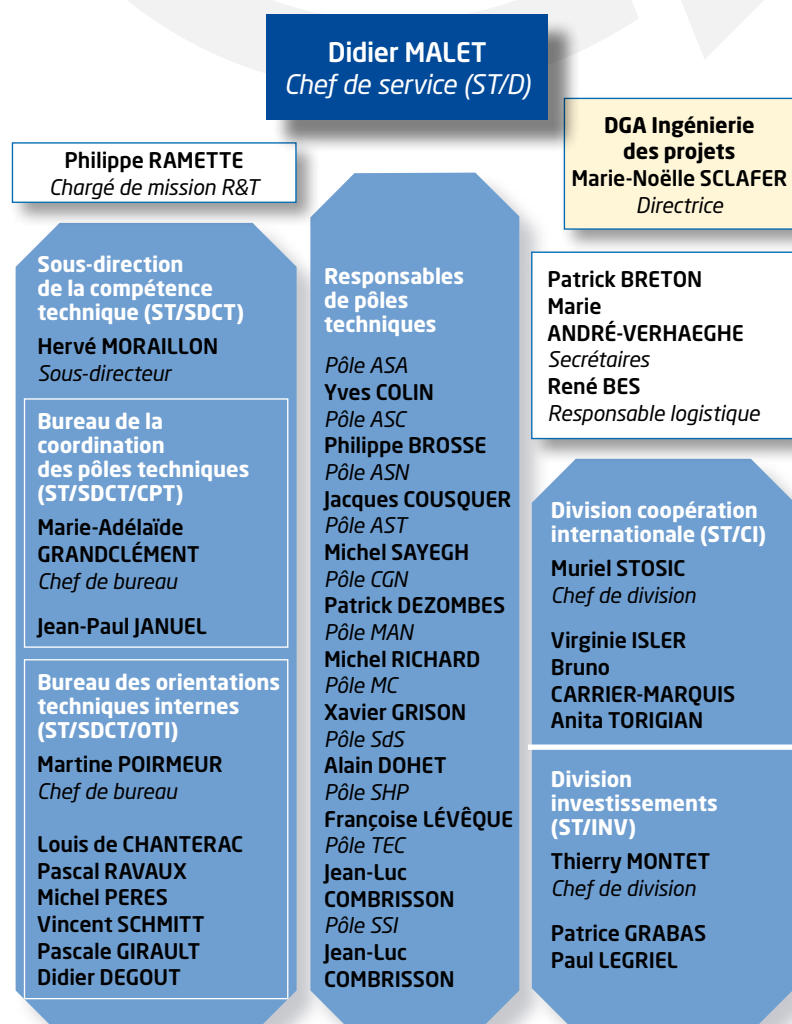 Didier MALET
Chef de service (ST/D)
DGA Ingénierie
des projets
Marie-Noëlle SCLAFER
Directrice
Philippe RAMETTE
Chargé de mission R&T
Sous-direction
de la compétence
technique (ST/SDCT)
Hervé MORAILLON
Sous-directeur
Bureau de la
coordination
des pôles techniques
(ST/SDCT/CPT)
Marie-Adélaïde
GRANDCLÉMENT
Chef de bureau
Jean-Paul JANUEL
Bureau des orientations
techniques internes
(ST/SDCT/OTI)
Martine POIRMEUR
Chef de bureau
Louis de CHANTERAC
Pascal RAVAUX
Michel PERES
Vincent SCHMITT
Pascale GIRAULT
Didier DEGOUT
Responsables
de pôles
techniques
Pôle ASA
Yves COLIN
Pôle ASC
Philippe BROSSE
Pôle ASN
Jacques COUSQUER
Pôle AST
Michel SAYEGH
Pôle CGN
Patrick DEZOMBES
Pôle MAN
Michel RICHARD
Pôle MC
Xavier GRISON
Pôle SdS
Alain DOHET
Pôle SHP
Françoise LÉVÊQUE
Pôle TEC
Jean-Luc
COMBRISSON
Pôle SSI
Jean-Luc
COMBRISSON
Patrick BRETON
Marie
ANDRÉ-VERHAEGHE
Secrétaires
René BES
Responsable logistique
Division coopération
internationale (ST/CI)
Muriel STOSIC
Chef de division
Virginie ISLER
Bruno
CARRIER-MARQUIS
Anita TORIGIAN
Division
investissements
(ST/INV)
Thierry MONTET
Chef de division
Patrice GRABAS
Paul LEGRIEL